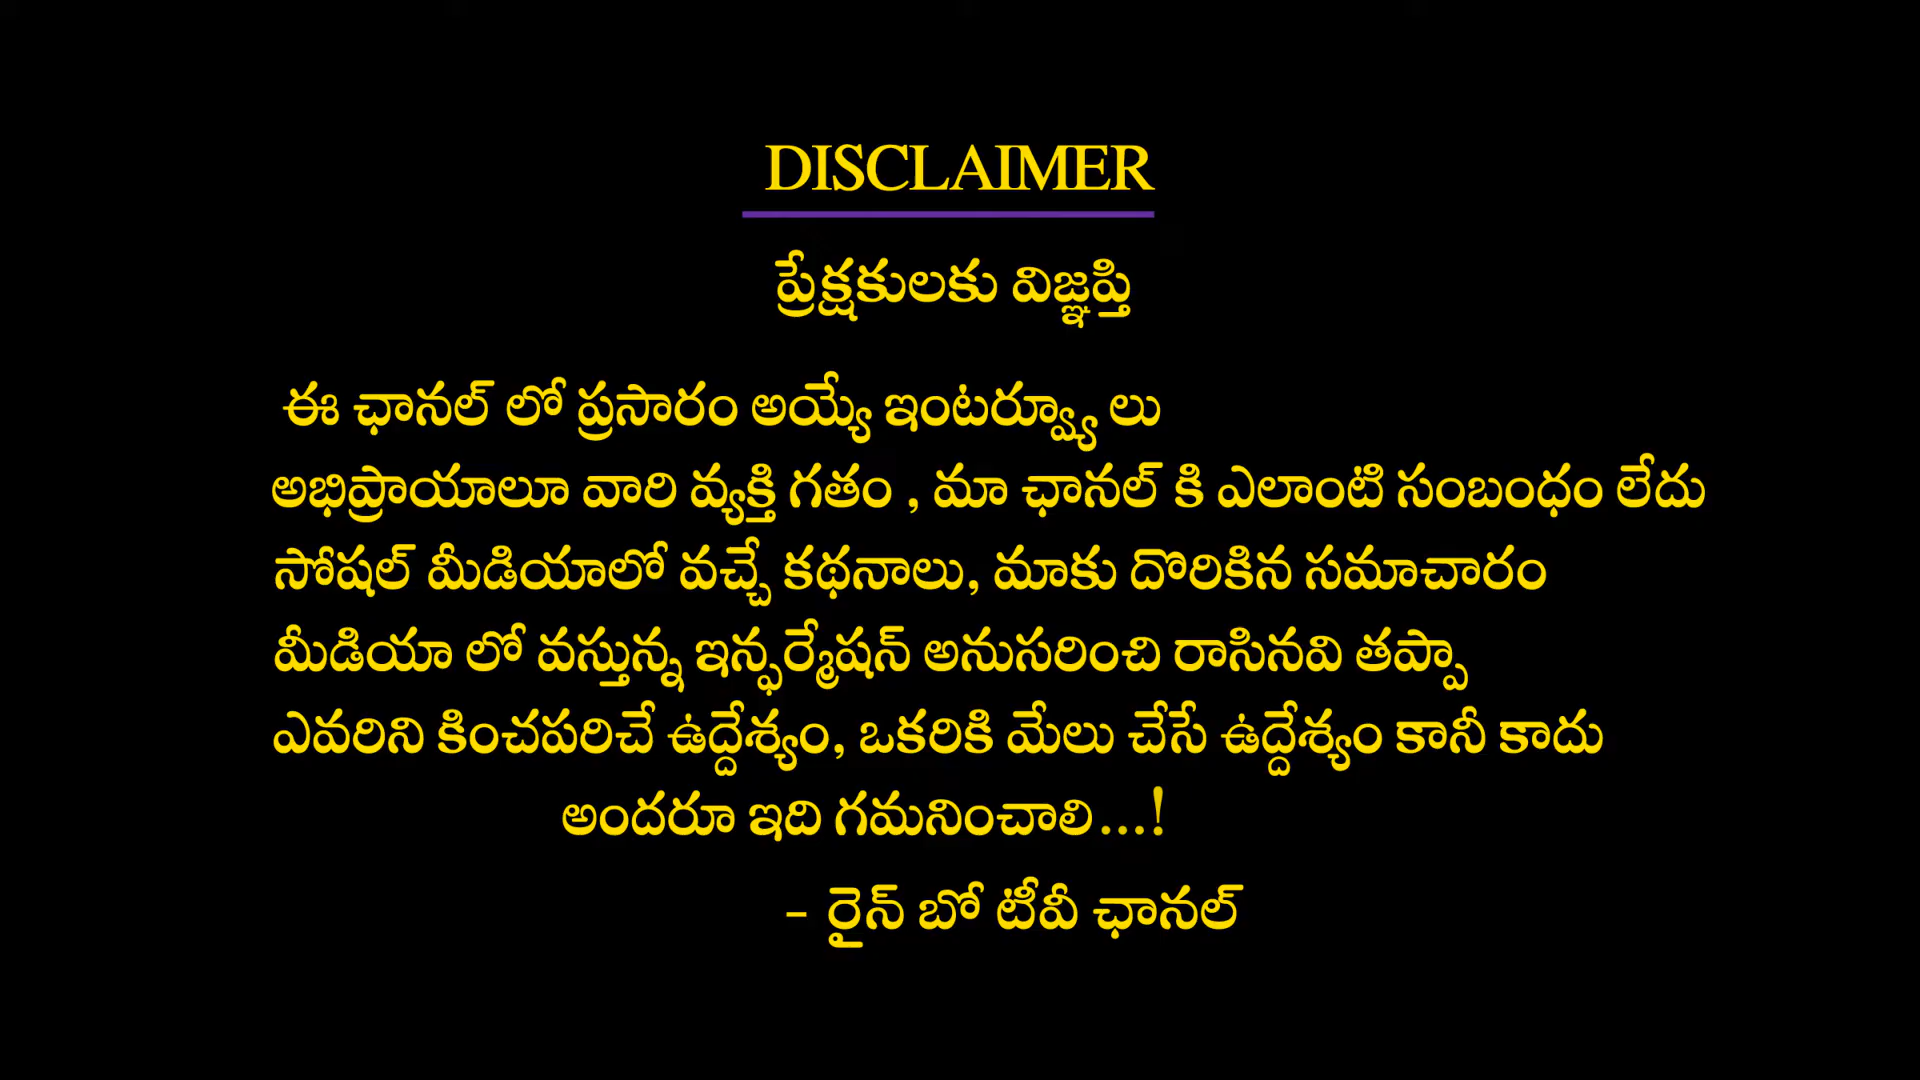 DISCLAIMER
ప్రేక్షకులకు విజ్ఞప్తి
ఈ ఛానల్ లో ప్రసారం అయ్యే ఇంటర్వ్యూ లు
అభిప్రాయాలూ వారి వ్యక్తి గతం , మా ఛానల్ కి ఎలాంటి సంబంధం లేదు
సోషల్ మీడియాలో వచ్చే కథనాలు, మాకు దొరికిన సమాచారం
మీడియా లో వస్తున్న ఇన్ఫర్మేషన్ అనుసరించి రాసినవి తప్పా
ఎవరిని కించపరిచే ఉద్దేశ్యం, ఒకరికి మేలు చేసే ఉద్దేశ్యం కానీ కాదు
అందరూ ఇది గమనించాలి...!
- రైన్ బో టీవీ ఛానల్